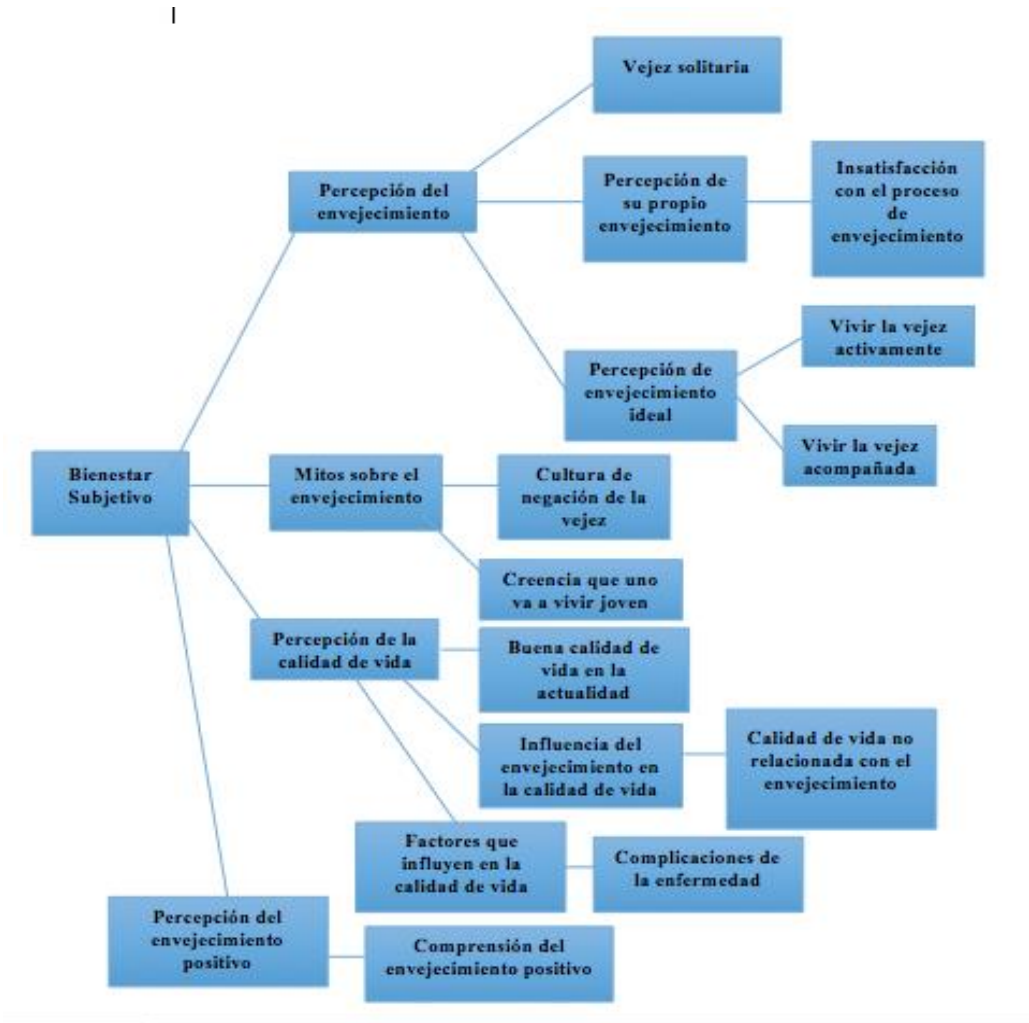 I
Vejez solitaria
Percepción del
envejecimiento
Percepción de
su propio
envejecimiento
Insatisfacción
con el proceso
de
envejecimiento
Percepción de
envejecimiento
ideal
Vivir la vejez
activamente
Vivir la vejez
acompañada
Bienestar
Subjetivo
Mitos sobre el
envejecimiento
Cultura de
negación de la
vejez
Creencia que uno
va a vivir joven
Percepción de la
calidad de vida
Buena calidad de
vida en la
actualidad
Influencia del
envejecimiento en
la calidad de vida
Calidad de vida no
relacionada con el
envejecimiento
Factores que
influyen en la
calidad de vida
Complicaciones de
la enfermedad
Percepción del
envejecimiento
positivo
Comprensión del
envejecimiento positivo